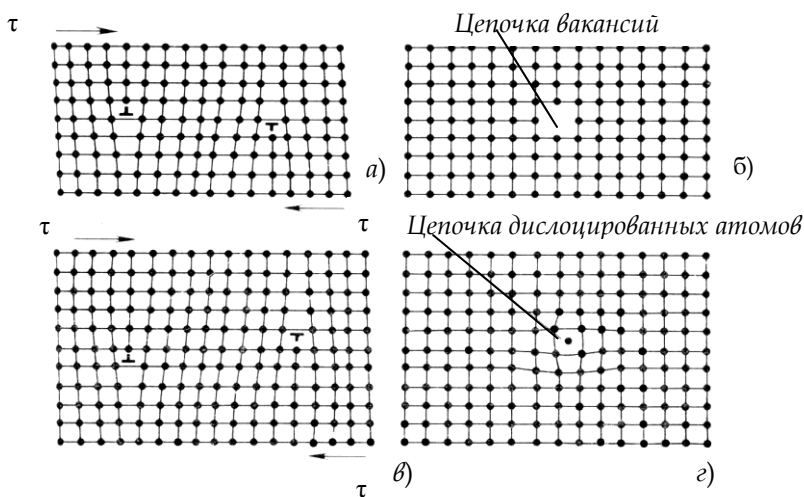 τ
Цепочка вакансий
а)
б)
τ
τ
Цепочка дислоцированных атомов
в)
г)
τ